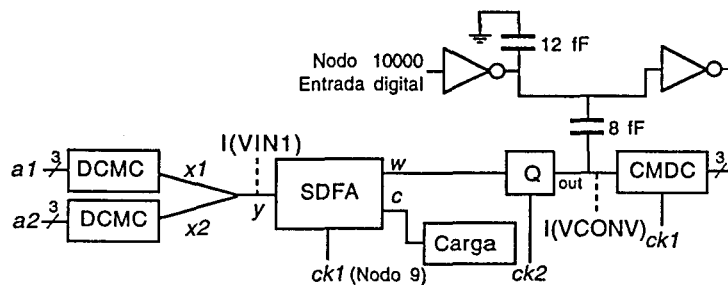 12 fF
Nodo 10000
Entrada digital
8 fF
I(VIN1)
a1 3 DCMC x1
w
Q out CMDC 3
SDFA
y
c
a2 3 DCMC x2
Carga
I(VCONV) ck1
ck1 (Nodo 9)
ck2